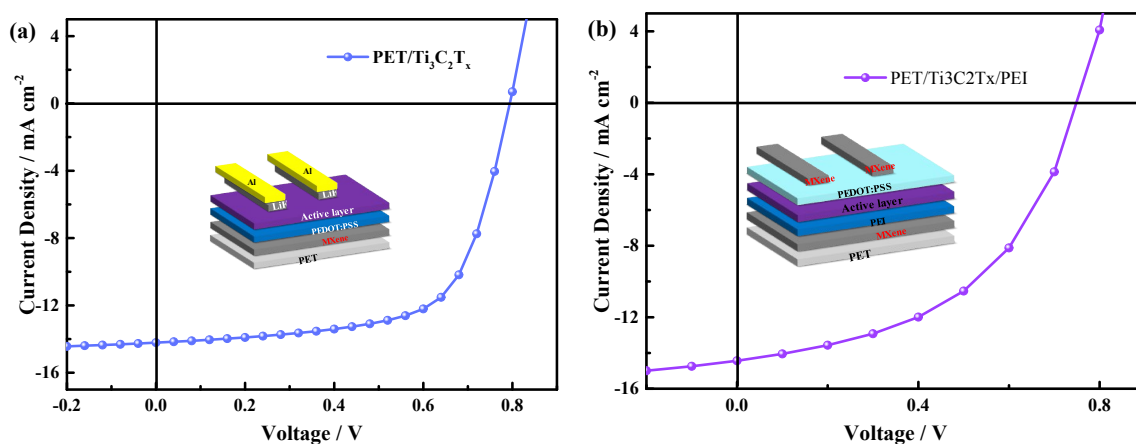 (a)
PET/Ti₃C₂Tₓ
4
0
-4
-8
-12
-16
Current Density / mA cm⁻²
Al
Al
LiF
LiF
Active layer
PEDOT:PSS
MXene
PET
-0.2
0.0
0.2
0.4
0.6
0.8
Voltage / V
(b)
PET/Ti3C2Tx/PEI
4
0
-4
-8
-12
-16
Current Density / mA cm⁻²
MXene
MXene
PEDOT:PSS
Active layer
PEI
MXene
PET
0.0
0.4
0.8
Voltage / V